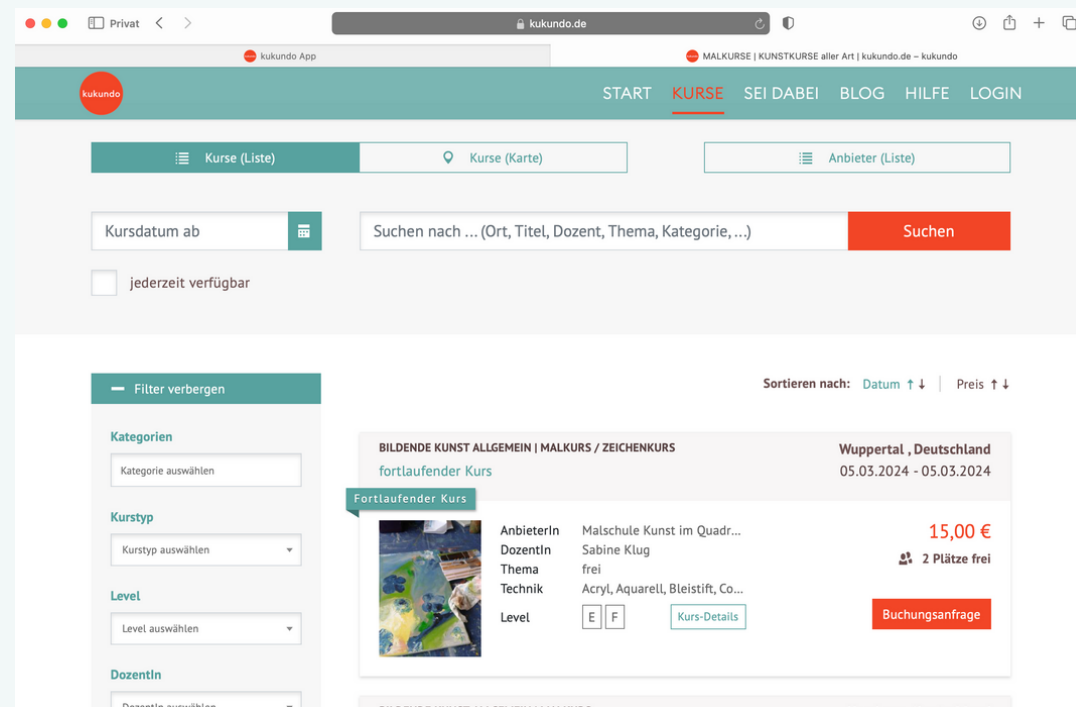 Privat
kukundo.de
kukundo App
MALKURSE | KUNSTKURSE aller Art | kukundo.de – kukundo
kukundo
START KURSE SEI DABEI BLOG HILFE LOGIN
Kurse (Liste)
Kurse (Karte)
Anbieter (Liste)
Kursdatum ab
Suchen nach ... (Ort, Titel, Dozent, Thema, Kategorie, ...)
Suchen
jederzeit verfügbar
Filter verbergen
Kategorien
Kategorie auswählen
Kurstyp
Kurstyp auswählen
Level
Level auswählen
DozentIn
DozentIn auswählen
Sortieren nach: Datum ↑↓ | Preis ↑↓
BILDENDE KUNST ALLGEMEIN | MALKURS / ZEICHENKURS
fortlaufender Kurs
Wuppertal , Deutschland
05.03.2024 - 05.03.2024
Fortlaufender Kurs
AnbieterIn Malschule Kunst im Quadr...
DozentIn Sabine Klug
Thema frei
Technik Acryl, Aquarell, Bleistift, Co...
Level E F
Kurs-Details
15,00 €
2 Plätze frei
Buchungsanfrage